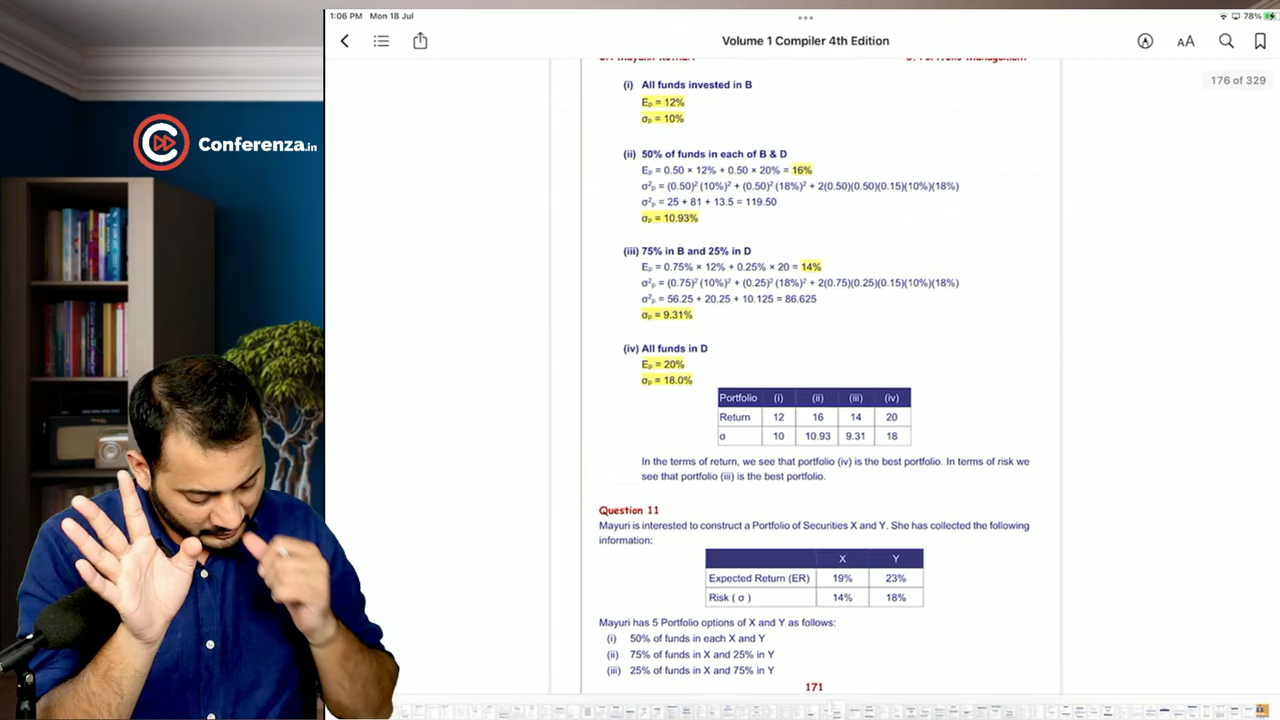 1:06 PM Mon 18 Jul
78%
Volume 1 Compiler 4th Edition
AA
176 of 329
Conferenza.in
(i) All funds invested in B
Eₚ = 12%
σₚ = 10%
(ii) 50% of funds in each of B & D
Eₚ = 0.50 × 12% + 0.50 × 20% = 16%
σ²ₚ = (0.50)² (10%)² + (0.50)² (18%)² + 2(0.50)(0.50)(0.15)(10%)(18%)
σ²ₚ = 25 + 81 + 13.5 = 119.50
σₚ = 10.93%
(iii) 75% in B and 25% in D
Eₚ = 0.75% × 12% + 0.25% × 20 = 14%
σ²ₚ = (0.75)² (10%)² + (0.25)² (18%)² + 2(0.75)(0.25)(0.15)(10%)(18%)
σ²ₚ = 56.25 + 20.25 + 10.125 = 86.625
σₚ = 9.31%
(iv) All funds in D
Eₚ = 20%
σₚ = 18.0%
Portfolio (i) (ii) (iii) (iv)
Return 12 16 14 20
σ 10 10.93 9.31 18
In the terms of return, we see that portfolio (iv) is the best portfolio. In terms of risk we
see that portfolio (iii) is the best portfolio.
Question 11
Mayuri is interested to construct a Portfolio of Securities X and Y. She has collected the following
information:
X Y
Expected Return (ER) 19% 23%
Risk ( σ ) 14% 18%
Mayuri has 5 Portfolio options of X and Y as follows:
(i) 50% of funds in each X and Y
(ii) 75% of funds in X and 25% in Y
(iii) 25% of funds in X and 75% in Y
171